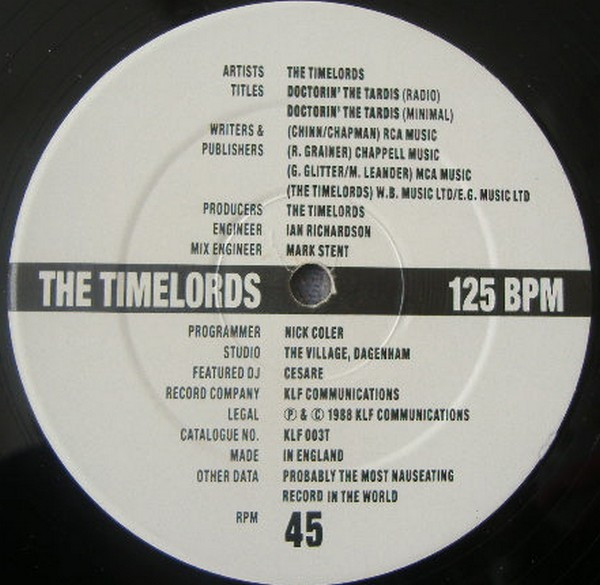 ARTISTS THE TIMELORDS
TITLES DOCTORIN' THE TARDIS (RADIO)
DOCTORIN' THE TARDIS (MINIMAL)
WRITERS & (CHINN/CHAPMAN) RCA MUSIC
PUBLISHERS (R. GRAINER) CHAPPELL MUSIC
(G. GLITTER/M. LEANDER) MCA MUSIC
(THE TIMELORDS) W.B. MUSIC LTD/E.G. MUSIC LTD
PRODUCERS THE TIMELORDS
ENGINEER IAN RICHARDSON
MIX ENGINEER MARK STENT
THE TIMELORDS 125 BPM
PROGRAMMER NICK COLER
STUDIO THE VILLAGE, DAGENHAM
FEATURED DJ CESARE
RECORD COMPANY KLF COMMUNICATIONS
LEGAL ℗ & © 1988 KLF COMMUNICATIONS
CATALOGUE NO. KLF 003T
MADE IN ENGLAND
OTHER DATA PROBABLY THE MOST NAUSEATING
RECORD IN THE WORLD
RPM 45